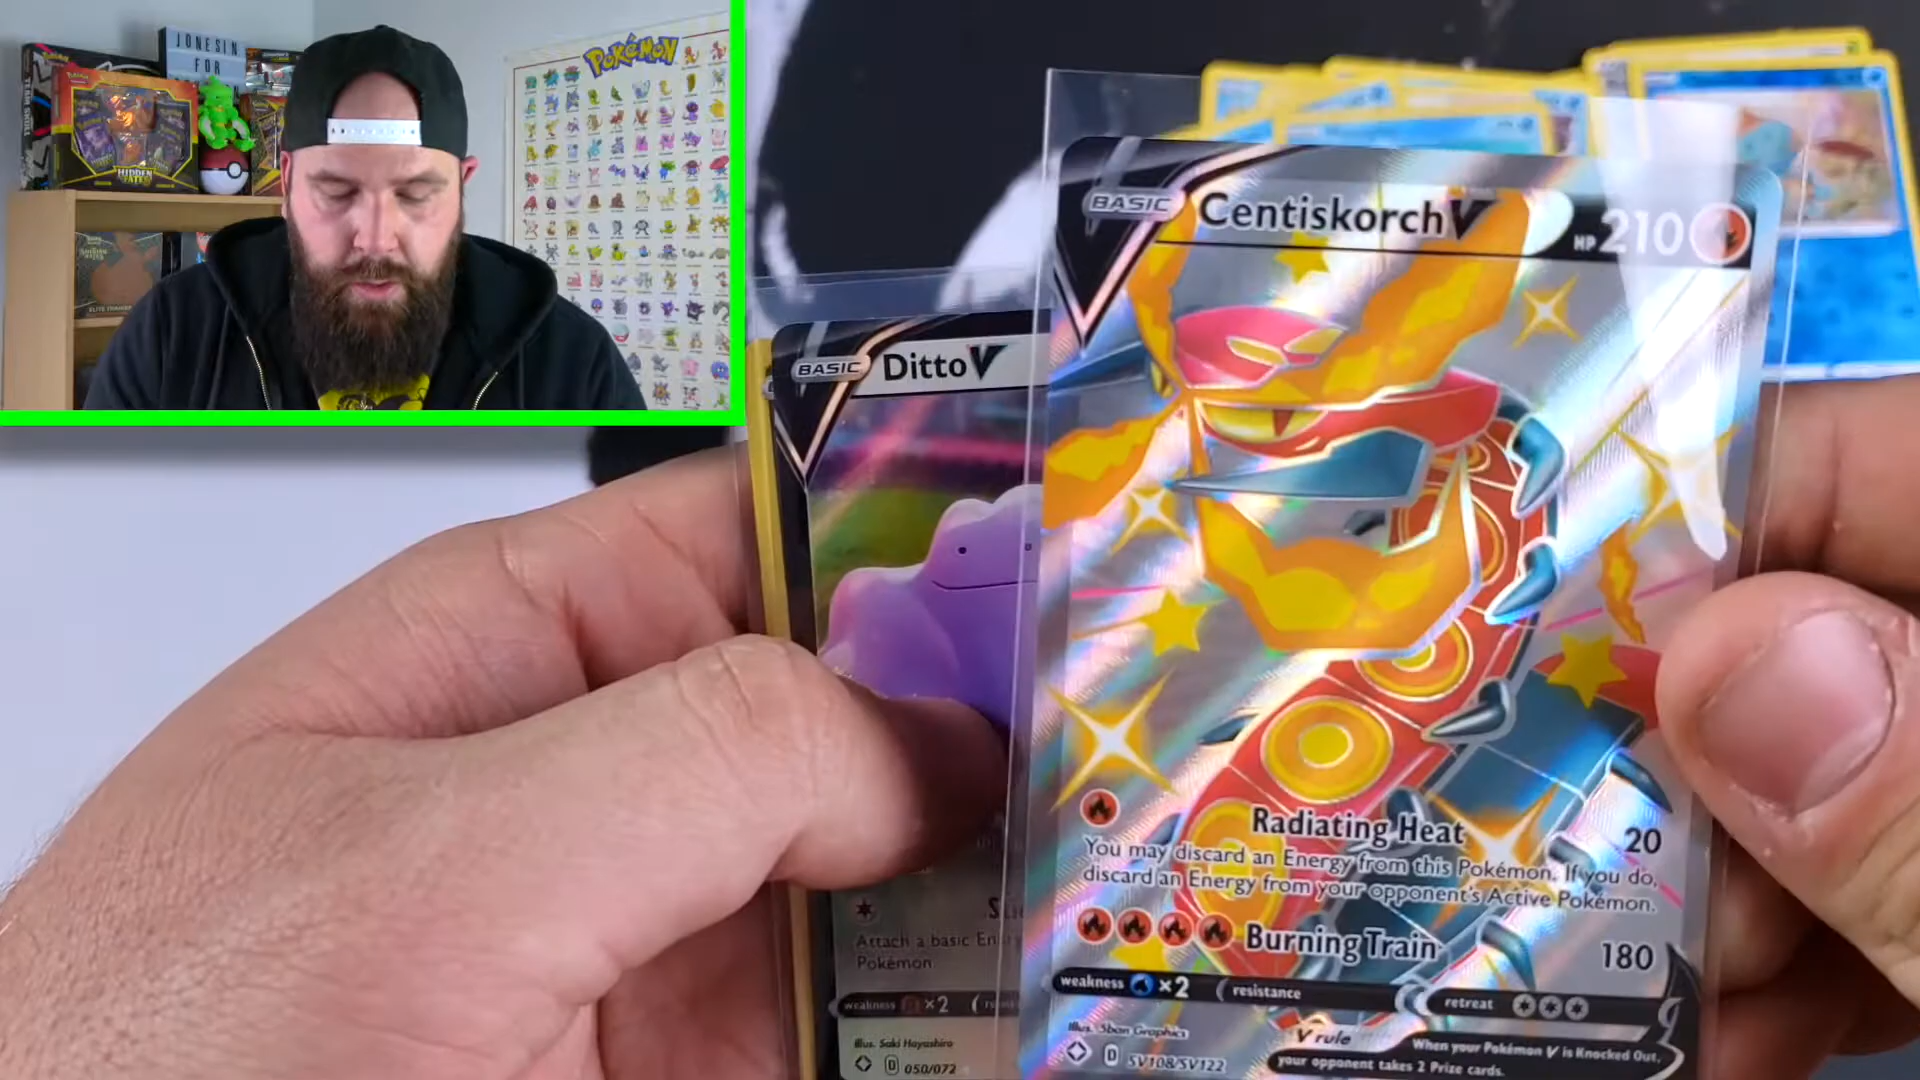 JONESIN
FOR
Pokémon
HIDDEN
FATES
ELITE TRAINER
BASIC
Ditto V
Attach a basic
Pokémon.
weakness ×2
Illus. Saki Hayashiro
D 050/072
BASIC
Centiskorch V
HP 210
Radiating Heat 20
You may discard an Energy from this Pokémon. If you do,
discard an Energy from your opponent's Active Pokémon.
Burning Train 180
weakness ×2 resistance retreat
Illus. 5ban Graphics
D SV108/SV122
V rule When your Pokémon V is Knocked Out,
your opponent takes 2 Prize cards.